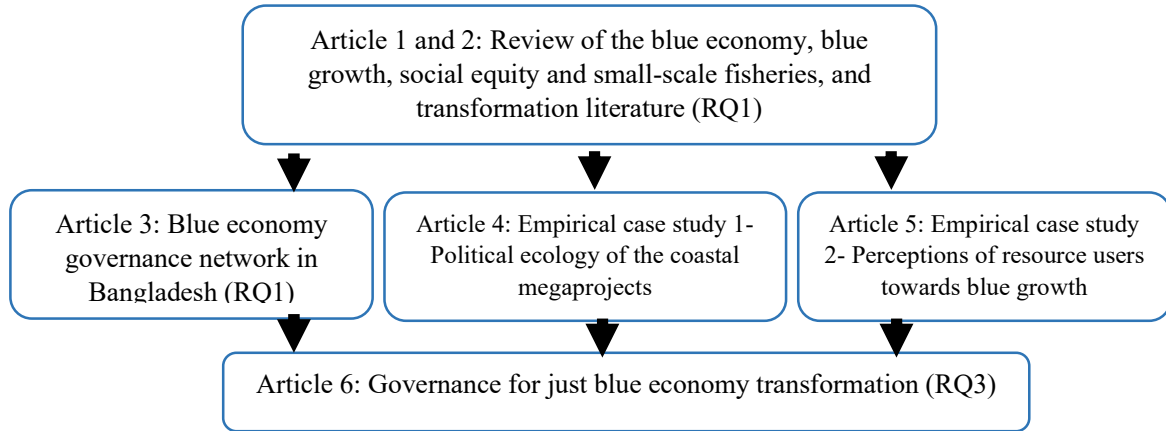 Article 1 and 2: Review of the blue economy, blue
growth, social equity and small-scale fisheries, and
transformation literature (RQ1)
Article 3: Blue economy
governance network in
Bangladesh (RQ1)
Article 4: Empirical case study 1-
Political ecology of the coastal
megaprojects
Article 5: Empirical case study
2- Perceptions of resource users
towards blue growth
Article 6: Governance for just blue economy transformation (RQ3)